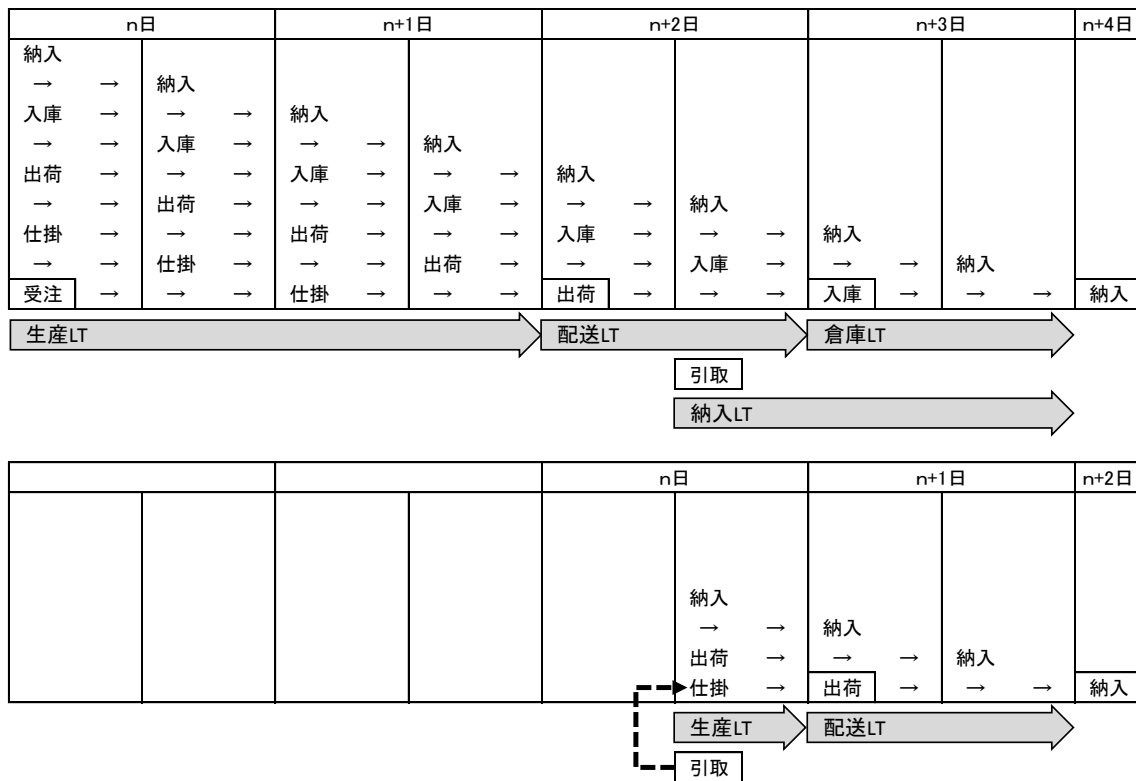 n日 n+1日 n+2日 n+3日 n+4日
納入
→ → 納入
入庫 → → → 納入
→ → 入庫 → → → 納入
出荷 → → → 入庫 → → → 納入
→ → 出荷 → → → 入庫 → → → 納入
仕掛 → → → 出荷 → → → 入庫 → → → 納入
→ → 仕掛 → → → 出荷 → → → 入庫 → → → 納入
受注 → → → 仕掛 → → → 出荷 → → → 入庫 → → → 納入
生産LT 配送LT 倉庫LT
引取
納入LT
n日 n+1日 n+2日
納入
→ → 納入
出荷 → → → 納入
仕掛 → 出荷 → → → 納入
生産LT 配送LT
引取